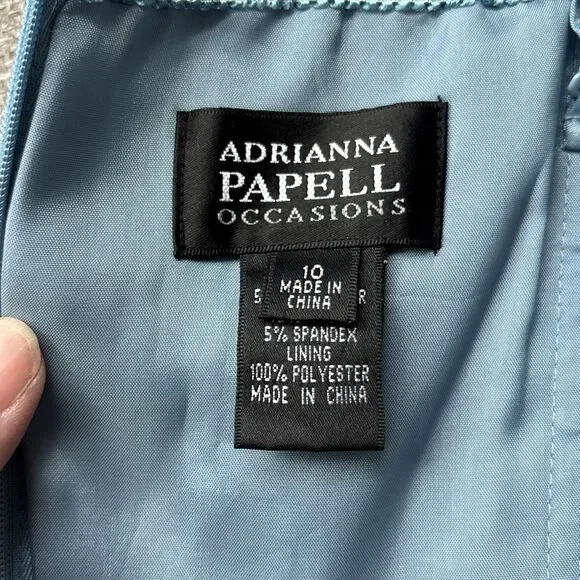 ADRIANNA
PAPELL
OCCASIONS
10
MADE IN
CHINA
5% SPANDEX
LINING
100% POLYESTER
MADE IN CHINA